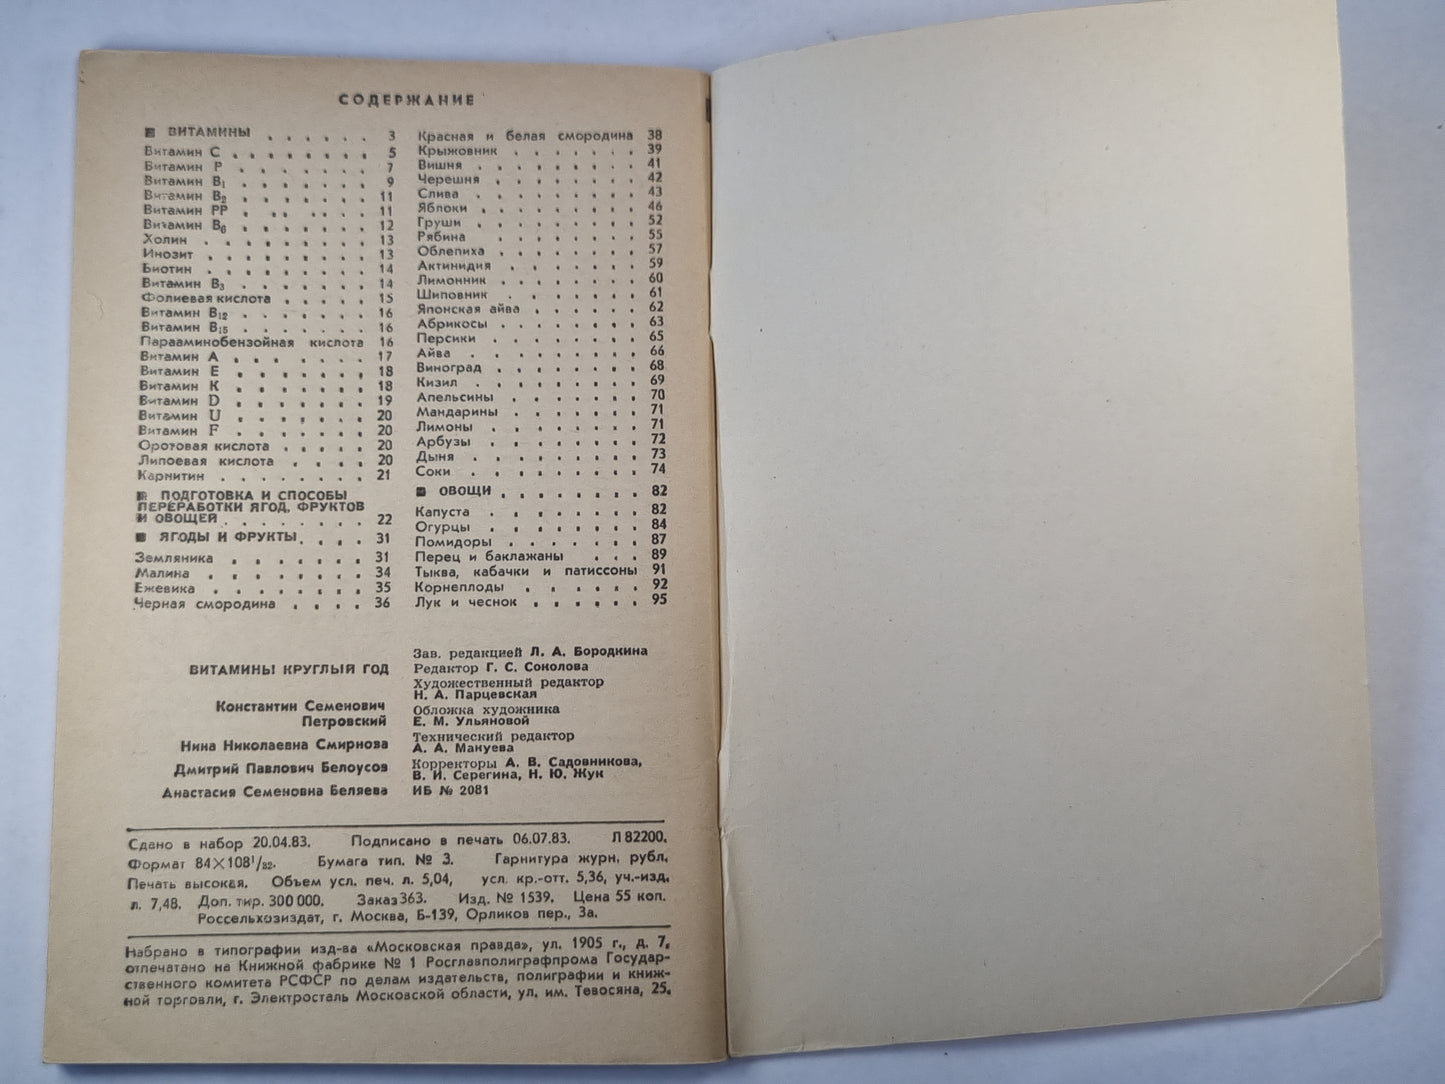 СОДЕРЖАНИЕ
■ ВИТАМИНЫ . . . . . . 3
Витамин С . . . . . . . . 5
Витамин Р . . . . . . . 7
Витамин B₁ . . . . . . . 9
Витамин B₂ . . . . . . . 11
Витамин РР . . . . . . 11
Витамин B₆ . . . . . . . 12
Холин . . . . . . . . . 13
Инозит . . . . . . . . . 13
Биотин . . . . . . . . . 14
Витамин B₃ . . . . . . . 14
Фолиевая кислота . . . . . 15
Витамин B₁₂ . . . . . . . 16
Витамин B₁₅ . . . . . . . 16
Парааминобензойная кислота 16
Витамин А . . . . . . . 17
Витамин Е . . . . . . . 18
Витамин К . . . . . . . 18
Витамин D . . . . . . . 19
Витамин U . . . . . . . 20
Витамин F . . . . . . . 20
Оротовая кислота . . . . . 20
Липоевая кислота . . . . 20
Карнитин . . . . . . . . 21
■ ПОДГОТОВКА И СПОСОБЫ
ПЕРЕРАБОТКИ ЯГОД, ФРУКТОВ
И ОВОЩЕЙ . . . . . . . . 22
■ ЯГОДЫ И ФРУКТЫ . . . . 31
Земляника . . . . . . . 31
Малина . . . . . . . . 34
Ежевика . . . . . . . . 35
Черная смородина . . . . 36
Красная и белая смородина 38
Крыжовник . . . . . . 39
Вишня . . . . . . . . 41
Черешня . . . . . . . 42
Слива . . . . . . . . 43
Яблоки . . . . . . . . 46
Груши . . . . . . . . 52
Рябина . . . . . . . 55
Облепиха . . . . . . . 57
Актинидия . . . . . . 59
Лимонник . . . . . . . 60
Шиповник . . . . . . 61
Японская айва . . . . . 62
Абрикосы . . . . . . . 63
Персики . . . . . . . 65
Айва . . . . . . . . 66
Виноград . . . . . . . 68
Кизил . . . . . . . . 69
Апельсины . . . . . . 70
Мандарины . . . . . . 71
Лимоны . . . . . . . 71
Арбузы . . . . . . . 72
Дыня . . . . . . . . 73
Соки . . . . . . . . 74
■ ОВОЩИ . . . . . . . 82
Капуста . . . . . . . 82
Огурцы . . . . . . . 84
Помидоры . . . . . . 87
Перец и баклажаны . . . 89
Тыква, кабачки и патиссоны 91
Корнеплоды . . . . . . 92
Лук и чеснок . . . . . . 95
ВИТАМИНЫ КРУГЛЫЙ ГОД
Константин Семенович
Петровский
Нина Николаевна Смирнова
Дмитрий Павлович Белоусов
Анастасия Семеновна Беляева
Зав. редакцией Л. А. Бородкина
Редактор Г. С. Соколова
Художественный редактор
Н. А. Парцевская
Обложка художника
Е. М. Ульяновой
Технический редактор
А. А. Мануева
Корректоры А. В. Садовникова,
В. И. Серегина, Н. Ю. Жук
ИБ № 2081
Сдано в набор 20.04.83. Подписано в печать 06.07.83. Л 82200.
Формат 84×108¹/₃₂. Бумага тип. № 3. Гарнитура журн. рубл.
Печать высокая. Объем усл. печ. л. 5,04, усл. кр.-отт. 5,36, уч.-изд.
л. 7,48. Доп. тир. 300 000. Заказ 363. Изд. № 1539. Цена 55 коп.
Россельхозиздат, г. Москва, Б-139, Орликов пер., 3а.
Набрано в типографии изд-ва «Московская правда», ул. 1905 г., д. 7,
отпечатано на Книжной фабрике № 1 Росглавполиграфпрома Государ-
ственного комитета РСФСР по делам издательств, полиграфии и книж-
ной торговли, г. Электросталь Московской области, ул. им. Тевосяна, 25.